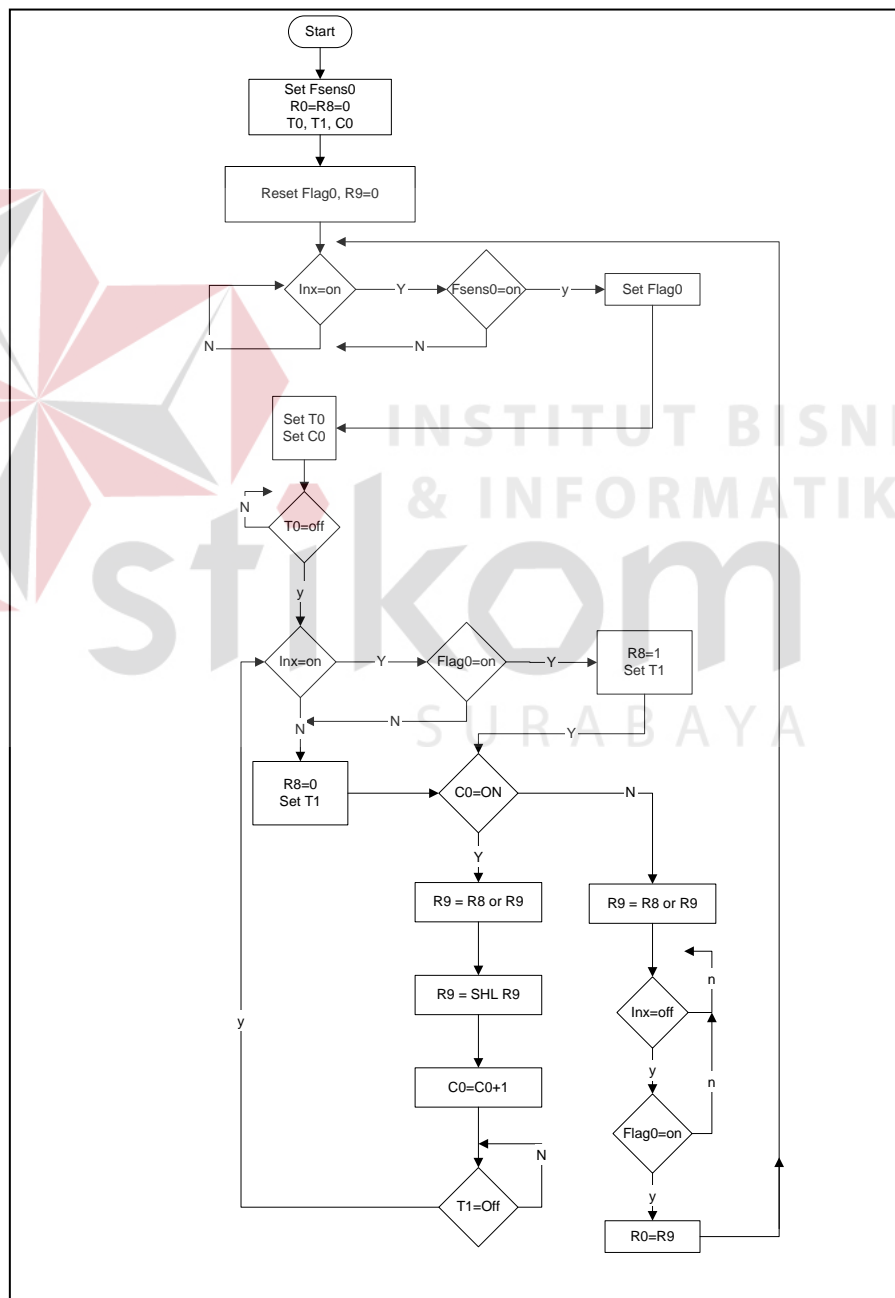 Start
Set Fsens0
R0=R8=0
T0, T1, C0
Reset Flag0, R9=0
Inx=on
Y
Fsens0=on
y
Set Flag0
N
N
Set T0
Set C0
INSTITUT BISNI
& INFORMATIK
N
T0=off
stikom
y
Inx=on
Y
Flag0=on
Y
R8=1
Set T1
N
N
SURABAYA
Y
R8=0
Set T1
C0=ON
N
Y
R9 = R8 or R9
R9 = R8 or R9
n
R9 = SHL R9
Inx=off
y
y
n
C0=C0+1
Flag0=on
N
y
T1=Off
R0=R9